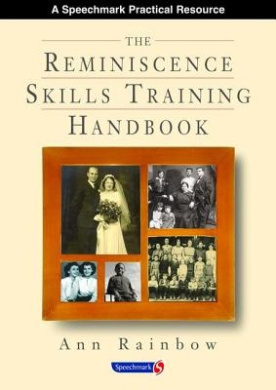 A Speechmark Practical Resource
THE
REMINISCENCE
SKILLS TRAINING
HANDBOOK
Ann Rainbow
Speechmark S